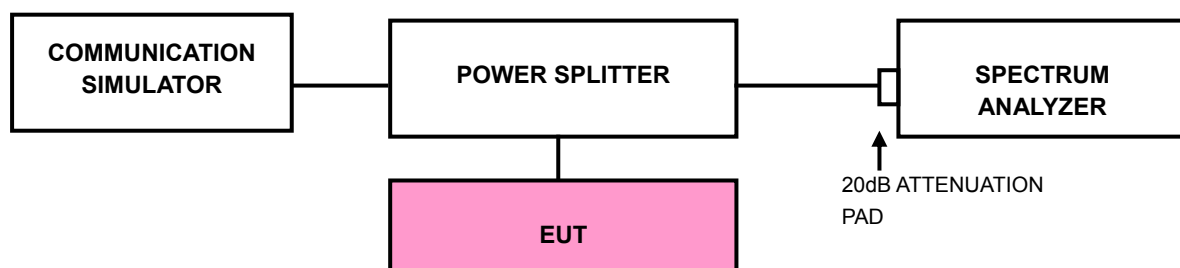 COMMUNICATION
SIMULATOR
POWER SPLITTER
SPECTRUM
ANALYZER
20dB ATTENUATION
PAD
EUT